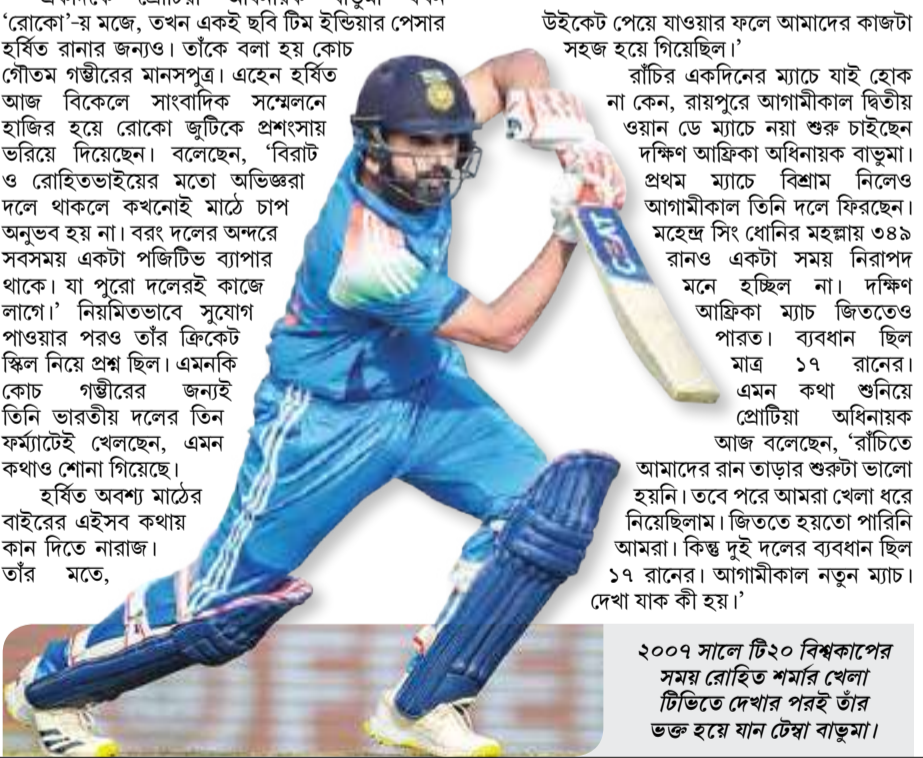 ‘রোকো’-য় মজে, তখন একই ছবি টিম ইন্ডিয়ার পেসার
হর্ষিত রানার জন্যও। তাঁকে বলা হয় কোচ
গৌতম গম্ভীরের মানসপুত্র। এহেন হর্ষিত
আজ বিকেলে সাংবাদিক সম্মেলনে
হাজির হয়ে রোকো জুটিকে প্রশংসায়
ভরিয়ে দিয়েছেন। বলেছেন, ‘বিরাট
ও রোহিতভাইয়ের মতো অভিজ্ঞরা
দলে থাকলে কখনোই মাঠে চাপ
অনুভব হয় না। বরং দলের অন্দরে
সবসময় একটা পজিটিভ ব্যাপার
থাকে। যা পুরো দলেরই কাজে
লাগে।’ নিয়মিতভাবে সুযোগ
পাওয়ার পরও তাঁর ক্রিকেট
স্কিল নিয়ে প্রশ্ন ছিল। এমনকি
কোচ গম্ভীরের জন্যই
তিনি ভারতীয় দলের তিন
ফর্ম্যাটেই খেলছেন, এমন
কথাও শোনা গিয়েছে।
হর্ষিত অবশ্য মাঠের
বাইরের এইসব কথায়
কান দিতে নারাজ।
তাঁর মতে,
উইকেট পেয়ে যাওয়ার ফলে আমাদের কাজটা
সহজ হয়ে গিয়েছিল।’
রাঁচির একদিনের ম্যাচে যাই হোক
না কেন, রায়পুরে আগামীকাল দ্বিতীয়
ওয়ান ডে ম্যাচে নয়া শুরু চাইছেন
দক্ষিণ আফ্রিকা অধিনায়ক বাভুমা।
প্রথম ম্যাচে বিশ্রাম নিলেও
আগামীকাল তিনি দলে ফিরছেন।
মহেন্দ্র সিং ধোনির মহল্লায় ৩৪৯
রানও একটা সময় নিরাপদ
মনে হচ্ছিল না। দক্ষিণ
আফ্রিকা ম্যাচ জিততেও
পারত। ব্যবধান ছিল
মাত্র ১৭ রানের।
এমন কথা শুনিয়ে
প্রোটিয়া অধিনায়ক
আজ বলেছেন, ‘রাঁচিতে
আমাদের রান তাড়ার শুরুটা ভালো
হয়নি। তবে পরে আমরা খেলা ধরে
নিয়েছিলাম। জিততে হয়তো পারিনি
আমরা। কিন্তু দুই দলের ব্যবধান ছিল
১৭ রানের। আগামীকাল নতুন ম্যাচ।
দেখা যাক কী হয়।’
CEAT
২০০৭ সালে টি২০ বিশ্বকাপের
সময় রোহিত শর্মার খেলা
টিভিতে দেখার পরই তাঁর
ভক্ত হয়ে যান টেম্বা বাভুমা।